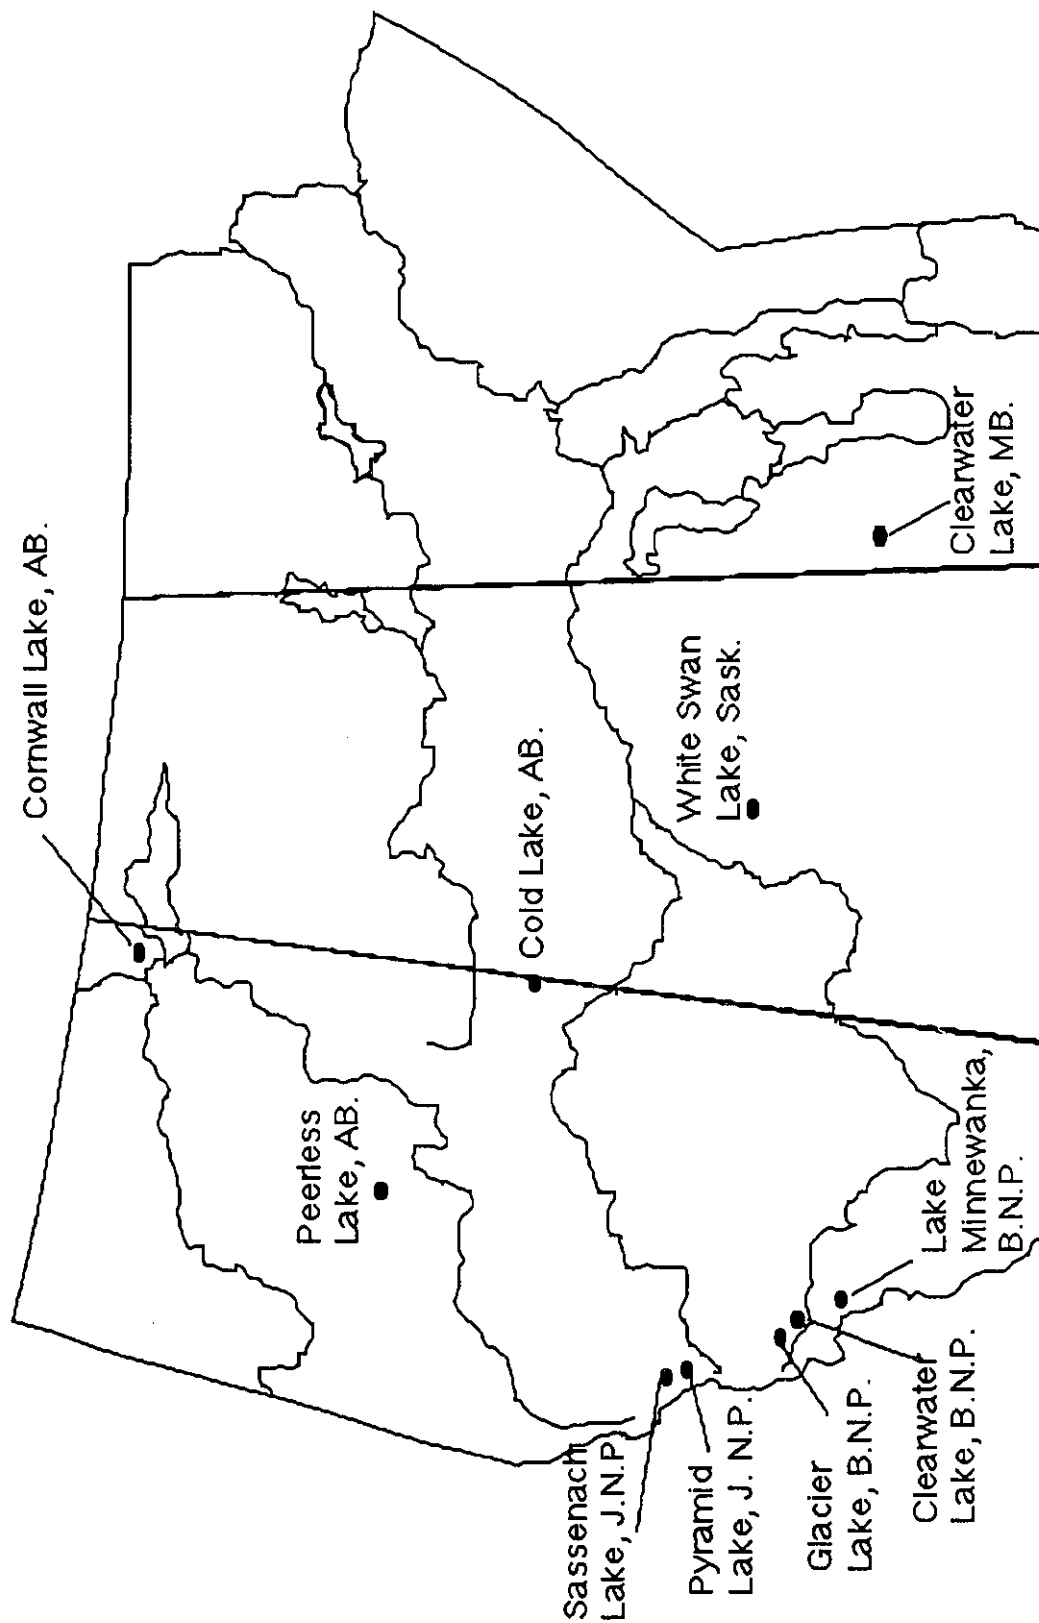 Cornwall Lake, AB.
Peerless
Lake, AB.
Cold Lake, AB.
White Swan
Lake, Sask.
Clearwater
Lake, MB.
Sassenach
Lake, J.N.P
Pyramid
Lake, J. N.P.
Glacier
Lake, B.N.P.
Clearwater
Lake, B.N.P.
Lake
Minnewanka,
B.N.P.